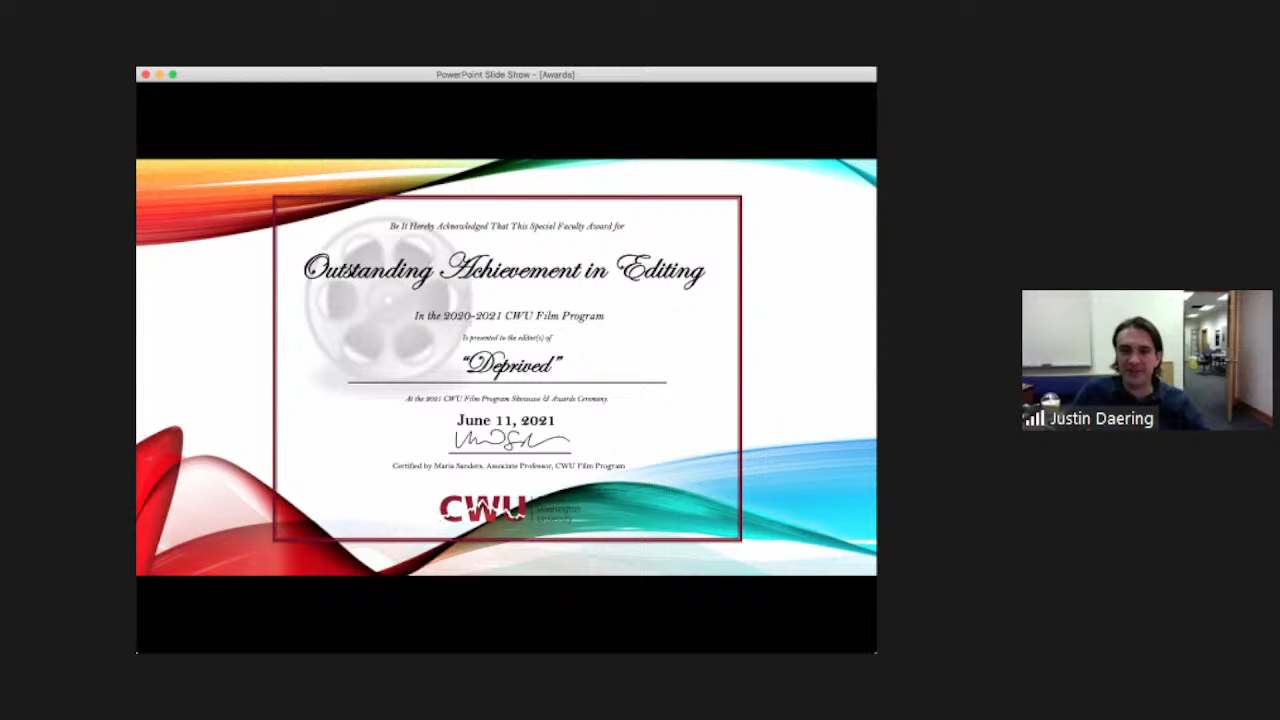 PowerPoint Slide Show - [Awards]
Be It Hereby Acknowledged That This Special Faculty Award for
Outstanding Achievement in Editing
In the 2020-2021 CWU Film Program
Is presented to the editor(s) of
“Deprived”
At the 2021 CWU Film Program Showcase & Awards Ceremony.
June 11, 2021
Certified by Maria Sanders, Associate Professor, CWU Film Program
CWU
Washington
University
Justin Daering